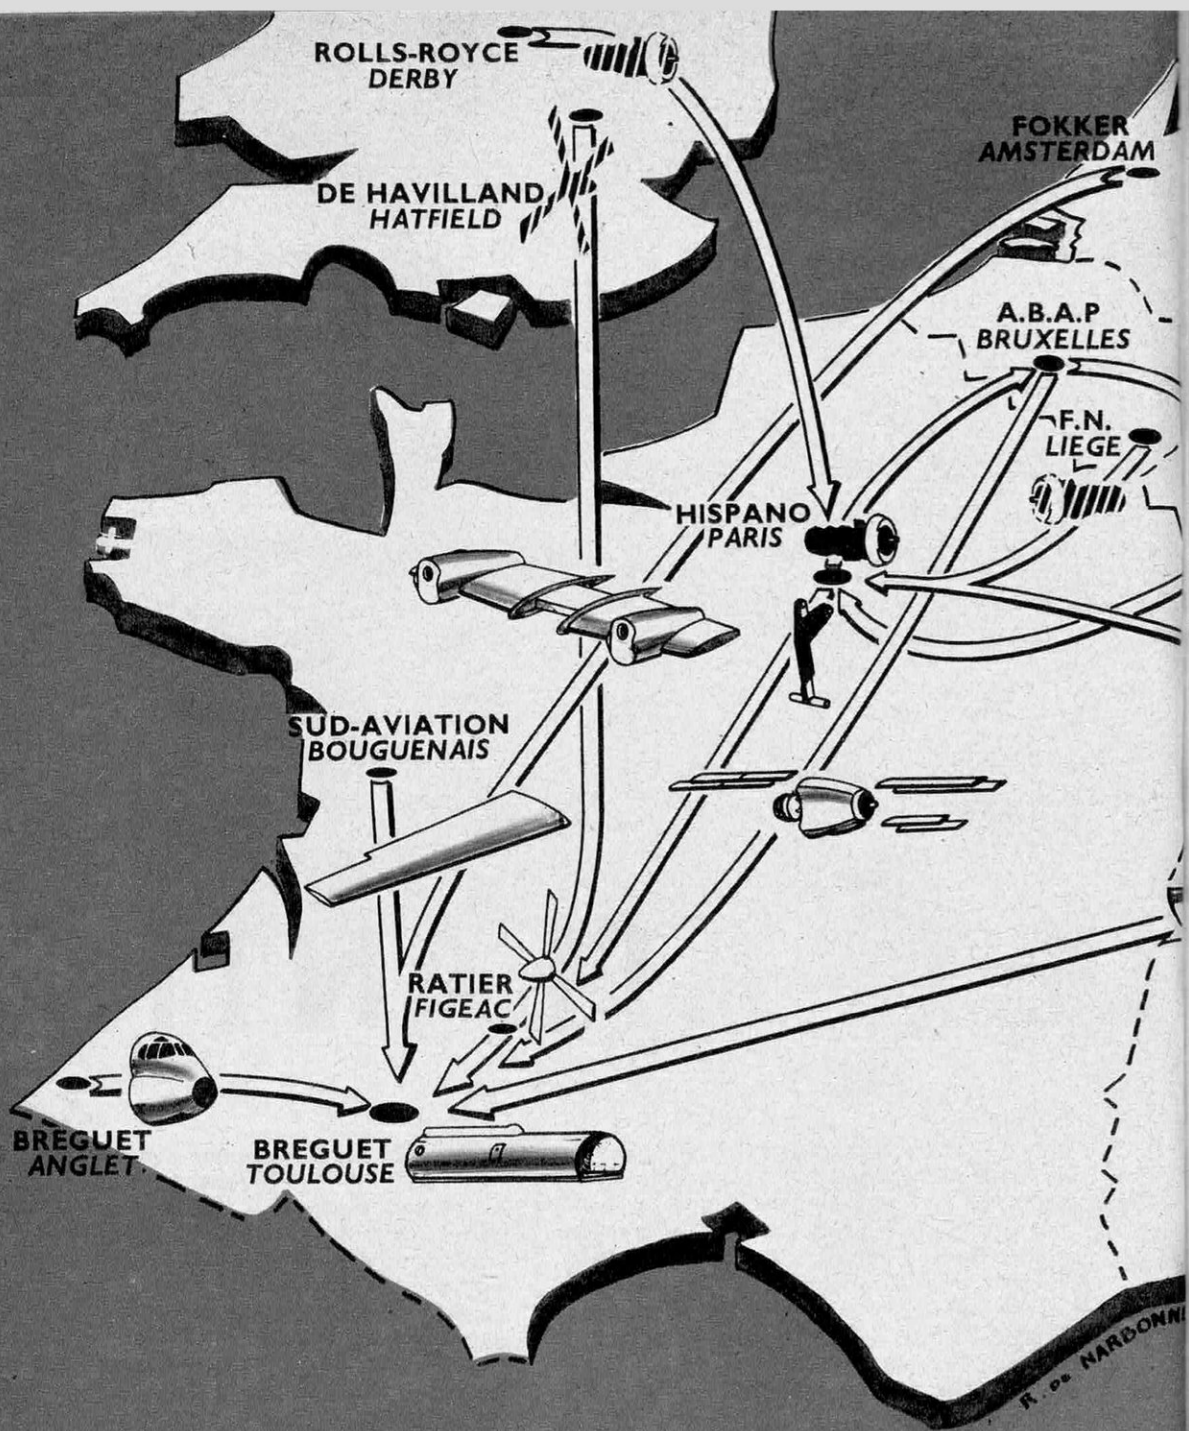 ROLLS-ROYCE
DERBY
FOKKER
AMSTERDAM
DE HAVILLAND
HATFIELD
A.B.A.P
BRUXELLES
F.N.
LIEGE
HISPANO
PARIS
SUD-AVIATION
BOUGUENAIS
RATIER
FIGEAC
BREGUET
ANGLET
BREGUET
TOULOUSE
R. DE NARBONN